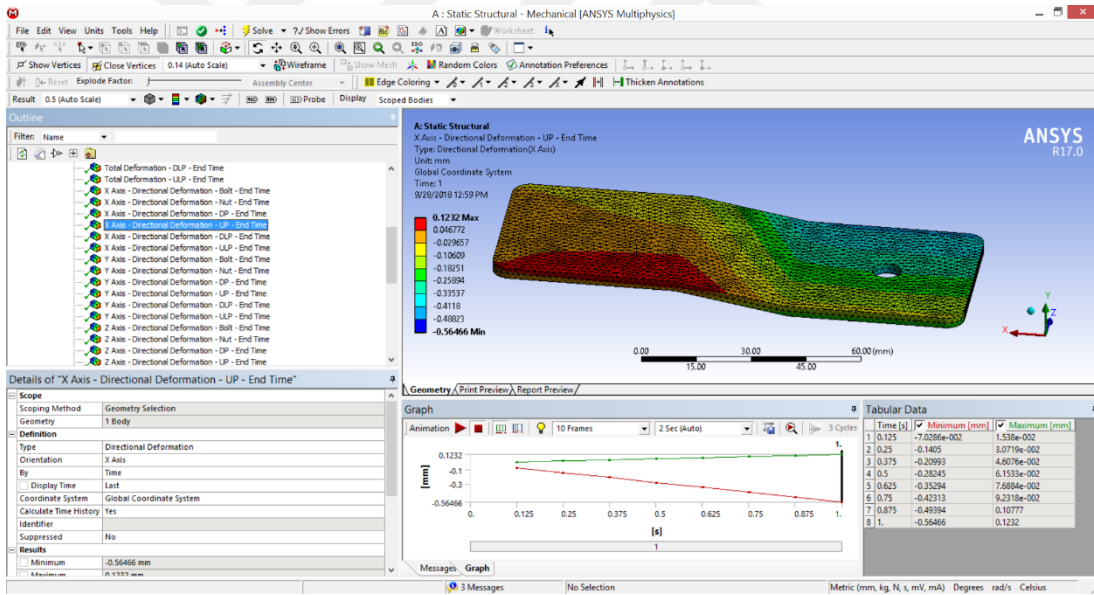 A : Static Structural - Mechanical [ANSYS Multiphysics]
File Edit View Units Tools Help Solve ?/ Show Errors Worksheet
Show Vertices Close Vertices 0.14 (Auto Scale) Wireframe Show Mesh Random Colors Annotation Preferences
Reset Explode Factor: Assembly Center Edge Coloring Thicken Annotations
Result 0.5 (Auto Scale) Probe Display Scoped Bodies
Outline
Filter: Name
Total Deformation - DLP - End Time
Total Deformation - ULP - End Time
X Axis - Directional Deformation - Bolt - End Time
X Axis - Directional Deformation - Nut - End Time
X Axis - Directional Deformation - DP - End Time
X Axis - Directional Deformation - UP - End Time
X Axis - Directional Deformation - DLP - End Time
X Axis - Directional Deformation - ULP - End Time
Y Axis - Directional Deformation - Bolt - End Time
Y Axis - Directional Deformation - Nut - End Time
Y Axis - Directional Deformation - DP - End Time
Y Axis - Directional Deformation - UP - End Time
Y Axis - Directional Deformation - DLP - End Time
Y Axis - Directional Deformation - ULP - End Time
Z Axis - Directional Deformation - Bolt - End Time
Z Axis - Directional Deformation - Nut - End Time
Z Axis - Directional Deformation - DP - End Time
Z Axis - Directional Deformation - UP - End Time
Details of "X Axis - Directional Deformation - UP - End Time"
Scope
Scoping Method Geometry Selection
Geometry 1 Body
Definition
Type Directional Deformation
Orientation X Axis
By Time
Display Time Last
Coordinate System Global Coordinate System
Calculate Time History Yes
Identifier
Suppressed No
Results
Minimum -0.56466 mm
Maximum 0.1232 mm
A: Static Structural
X Axis - Directional Deformation - UP - End Time
Type: Directional Deformation(X Axis)
Unit: mm
Global Coordinate System
Time: 1
9/28/2018 12:59 PM
0.1232 Max
0.046772
-0.029657
-0.10609
-0.18251
-0.25894
-0.33537
-0.4118
-0.48823
-0.56466 Min
ANSYS
R17.0
Y
Z
X
0.00 30.00 60.00 (mm)
15.00 45.00
Geometry Print Preview Report Preview
Graph
Animation 10 Frames 2 Sec (Auto) 3 Cycles
1.
0.1232
-0.1
-0.3
-0.56466
[mm]
0. 0.125 0.25 0.375 0.5 0.625 0.75 0.875 1.
[s]
1
Messages Graph
Tabular Data
Time [s] Minimum [mm] Maximum [mm]
1 0.125 -7.0286e-002 1.538e-002
2 0.25 -0.1405 3.0719e-002
3 0.375 -0.20993 4.6076e-002
4 0.5 -0.28245 6.1533e-002
5 0.625 -0.35294 7.6884e-002
6 0.75 -0.42313 9.2318e-002
7 0.875 -0.49394 0.10777
8 1. -0.56466 0.1232
3 Messages No Selection Metric (mm, kg, N, s, mV, mA) Degrees rad/s Celsius